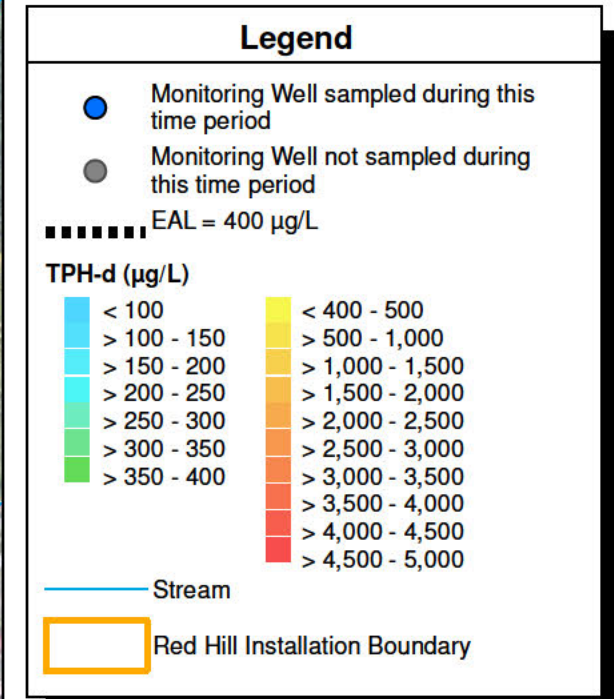 Legend
Monitoring Well sampled during this
time period
Monitoring Well not sampled during
this time period
EAL = 400 µg/L
TPH-d (µg/L)
< 100
> 100 - 150
> 150 - 200
> 200 - 250
> 250 - 300
> 300 - 350
> 350 - 400
< 400 - 500
> 500 - 1,000
> 1,000 - 1,500
> 1,500 - 2,000
> 2,000 - 2,500
> 2,500 - 3,000
> 3,000 - 3,500
> 3,500 - 4,000
> 4,000 - 4,500
> 4,500 - 5,000
Stream
Red Hill Installation Boundary